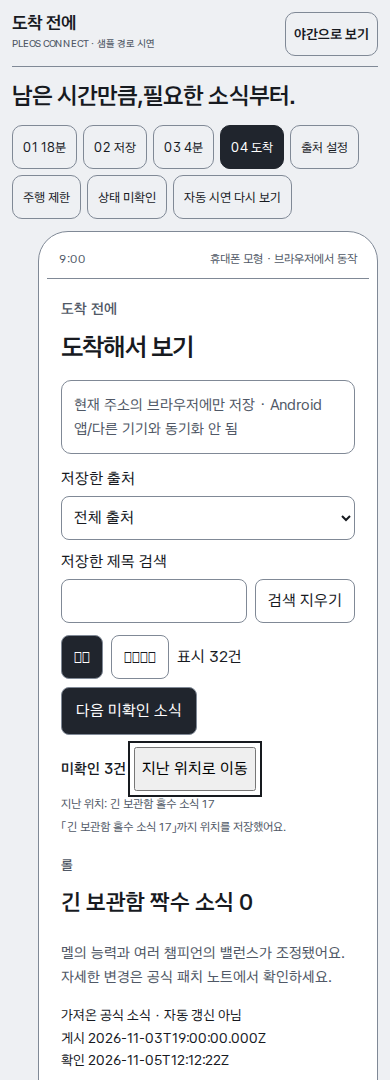 도착 전에
PLEOS CONNECT · 샘플 경로 시연
야간으로 보기
남은 시간만큼,필요한 소식부터.
01 18분
02 저장
03 4분
04 도착
출처 설정
주행 제한
상태 미확인
자동 시연 다시 보기
9:00
휴대폰 모형 · 브라우저에서 동작
도착 전에
도착해서 보기
현재 주소의 브라우저에만 저장 · Android
앱/다른 기기와 동기화 안 됨
저장한 출처
전체 출처
저장한 제목 검색
검색 지우기
표시 32건
다음 미확인 소식
미확인 3건
지난 위치로 이동
지난 위치: 긴 보관함 홀수 소식 17
「긴 보관함 홀수 소식 17」까지 위치를 저장했어요.
롤
긴 보관함 짝수 소식 0
멜의 능력과 여러 챔피언의 밸런스가 조정됐어요.
자세한 변경은 공식 패치 노트에서 확인하세요.
가져온 공식 소식 · 자동 갱신 아님
게시 2026-11-03T19:00:00.000Z
확인 2026-11-05T12:12:22Z